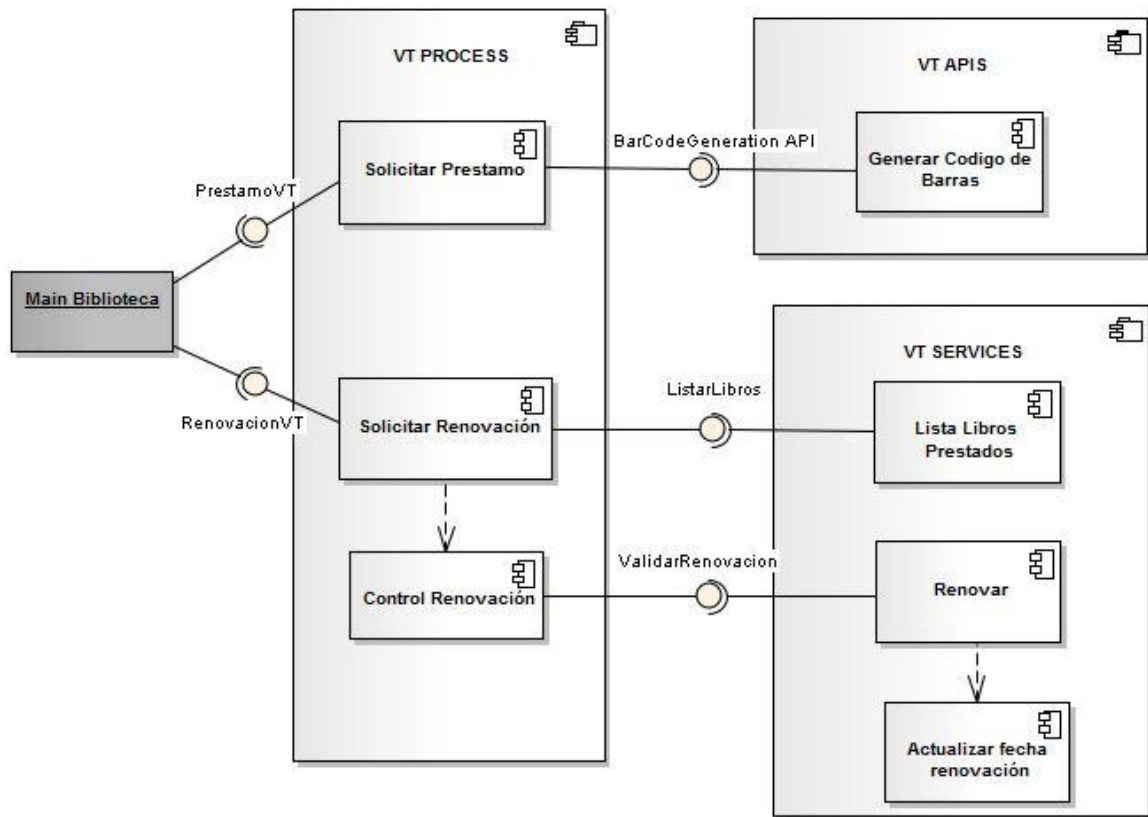 VT PROCESS
VT APIS
Solicitar Prestamo
BarCodeGeneration API
Generar Codigo de
Barras
PrestamoVT
Main Biblioteca
RenovacionVT
Solicitar Renovación
ListarLibros
VT SERVICES
Lista Libros
Prestados
Control Renovación
ValidarRenovacion
Renovar
Actualizar fecha
renovación